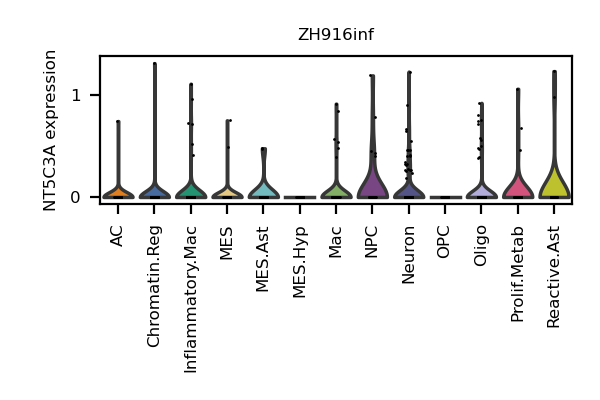 ZH916inf
NT5C3A expression
1
0
AC
Chromatin.Reg
Inflammatory.Mac
MES
MES.Ast
MES.Hyp
Mac
NPC
Neuron
OPC
Oligo
Prolif.Metab
Reactive.Ast